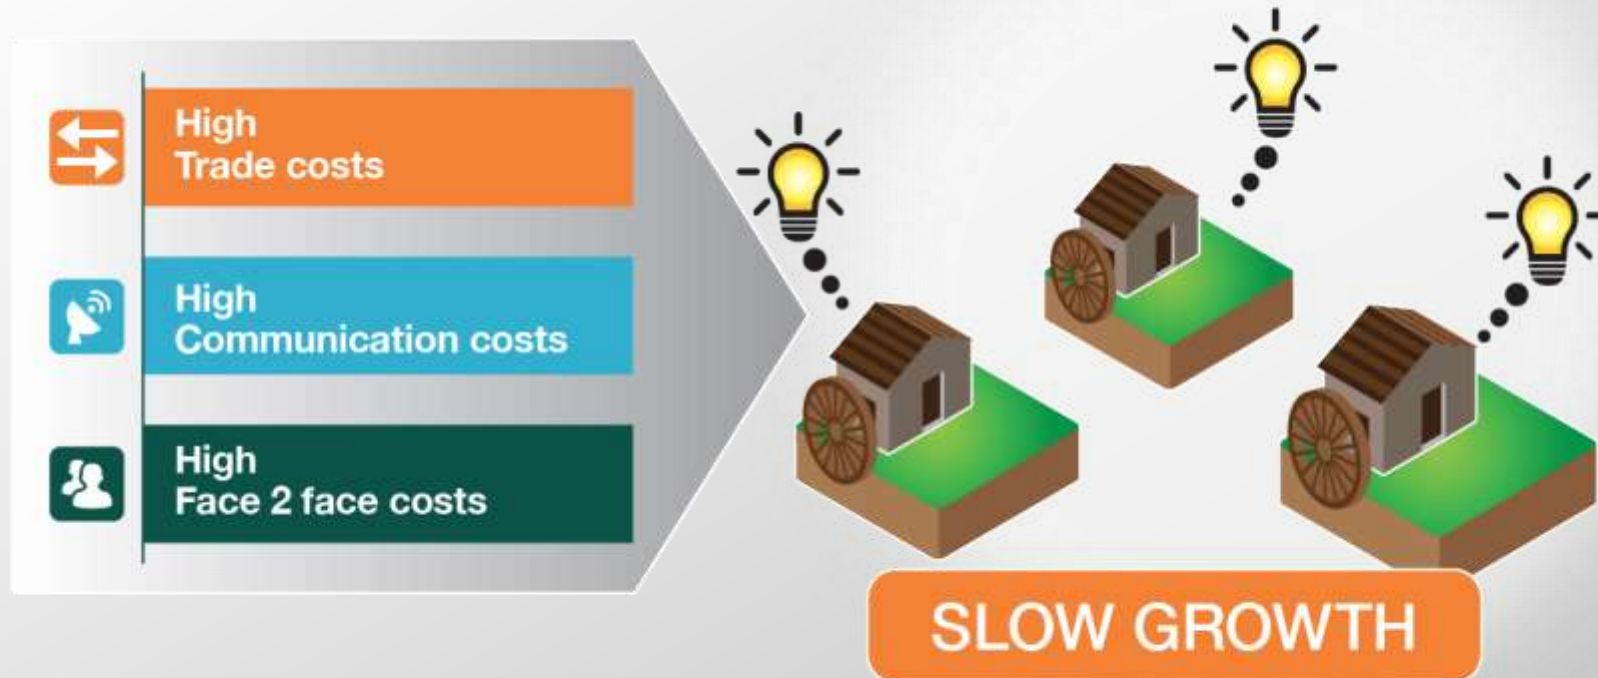 High
Trade costs
High
Communication costs
High
Face 2 face costs
SLOW GROWTH